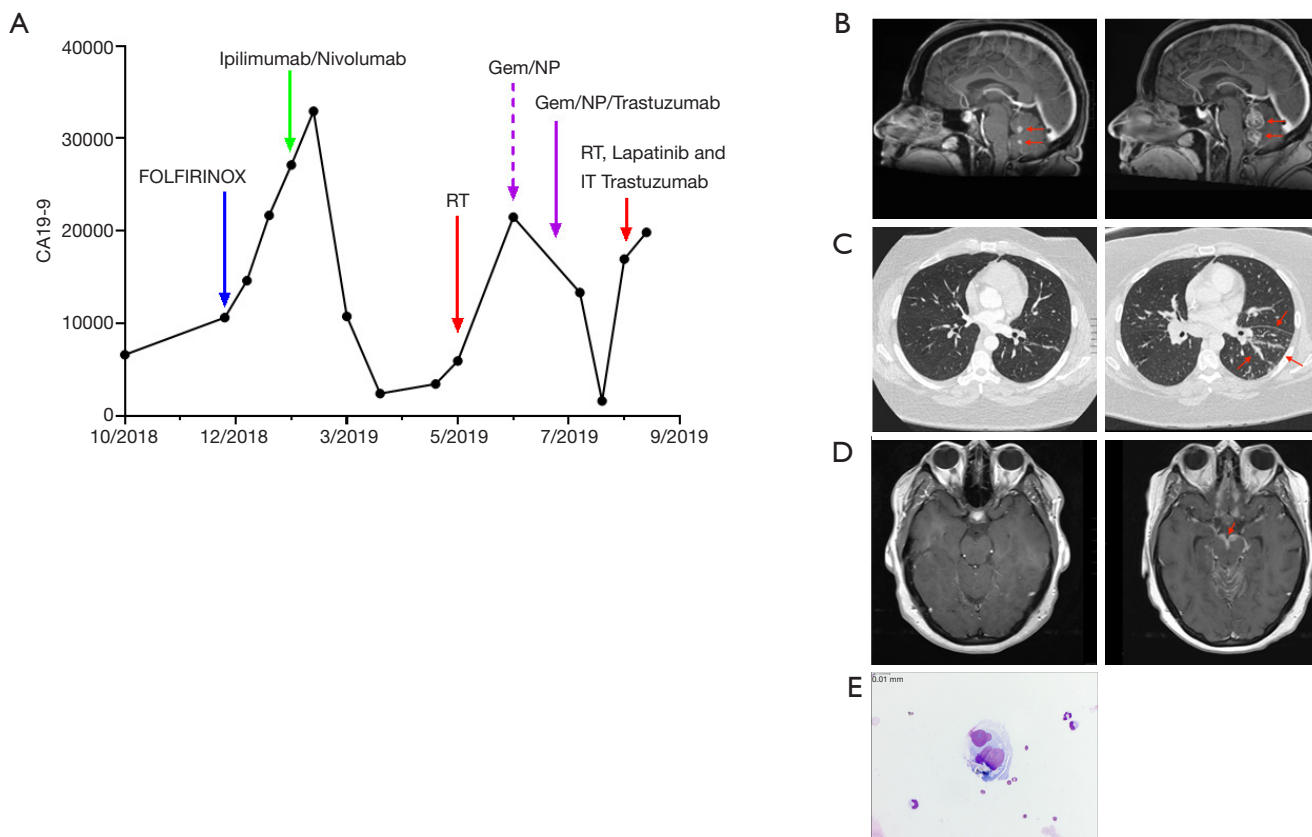 A
CA19-9
40000
30000
20000
10000
0
10/2018
12/2018
3/2019
5/2019
7/2019
9/2019
FOLFIRINOX
Ipilimumab/Nivolumab
RT
Gem/NP
Gem/NP/Trastuzumab
RT, Lapatinib and
IT Trastuzumab
B
C
D
E
0.01 mm